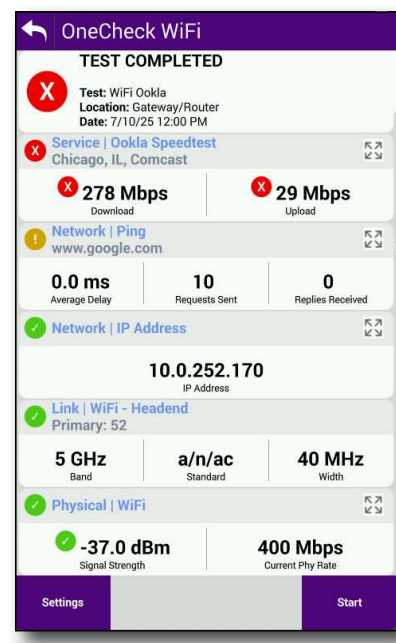 OneCheck WiFi
TEST COMPLETED
X
Test: WiFi Ookla
Location: Gateway/Router
Date: 7/10/25 12:00 PM
X
Service | Ookla Speedtest
Chicago, IL, Comcast
X 278 Mbps
Download
X 29 Mbps
Upload
!
Network | Ping
www.google.com
0.0 ms
Average Delay
10
Requests Sent
0
Replies Received
Network | IP Address
10.0.252.170
IP Address
Link | WiFi - Headend
Primary: 52
5 GHz
Band
a/n/ac
Standard
40 MHz
Width
Physical | WiFi
-37.0 dBm
Signal Strength
400 Mbps
Current Phy Rate
Settings
Start